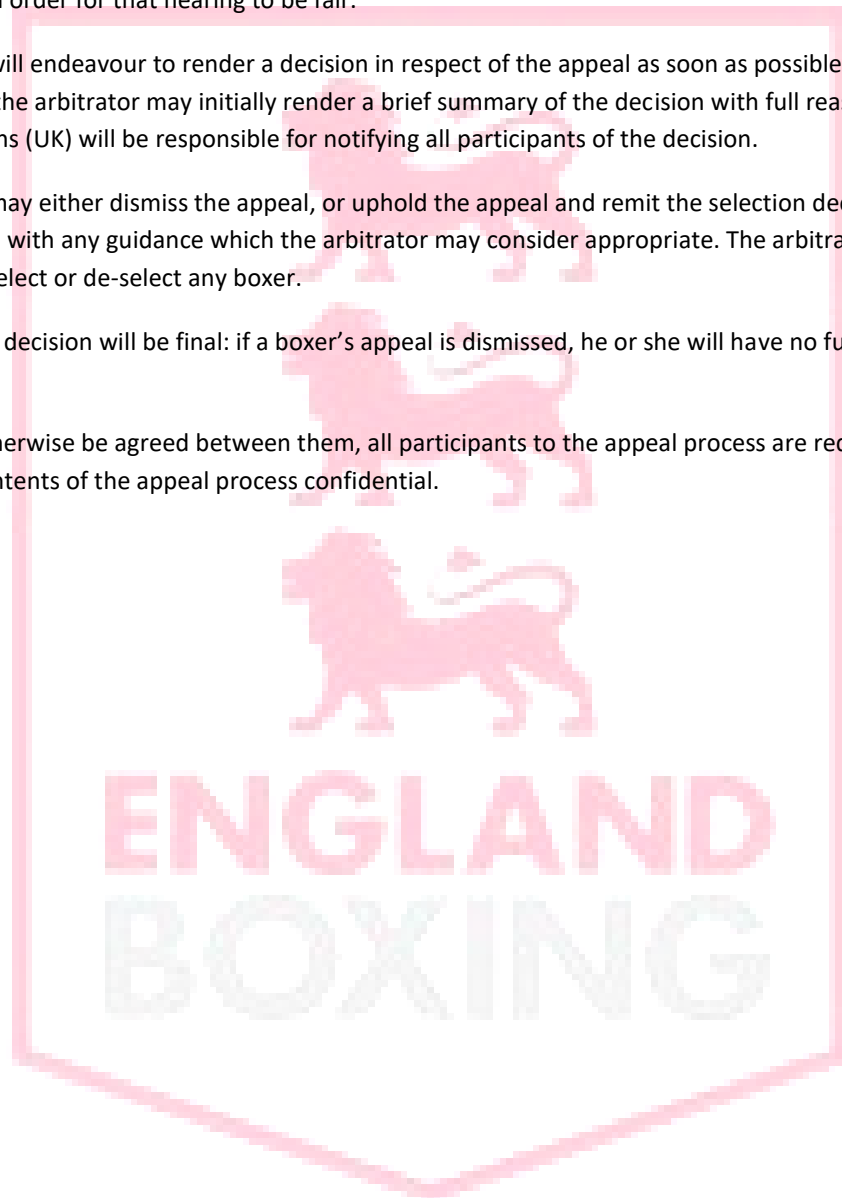 order for that hearing to be fair.
will endeavour to render a decision in respect of the appeal as soon as possible
the arbitrator may initially render a brief summary of the decision with full rea
ns (UK) will be responsible for notifying all participants of the decision.
may either dismiss the appeal, or uphold the appeal and remit the selection de
with any guidance which the arbitrator may consider appropriate. The arbitra
elect or de-select any boxer.
decision will be final: if a boxer’s appeal is dismissed, he or she will have no fu
herwise be agreed between them, all participants to the appeal process are re
ntents of the appeal process confidential.
ENGLAND
BOXING